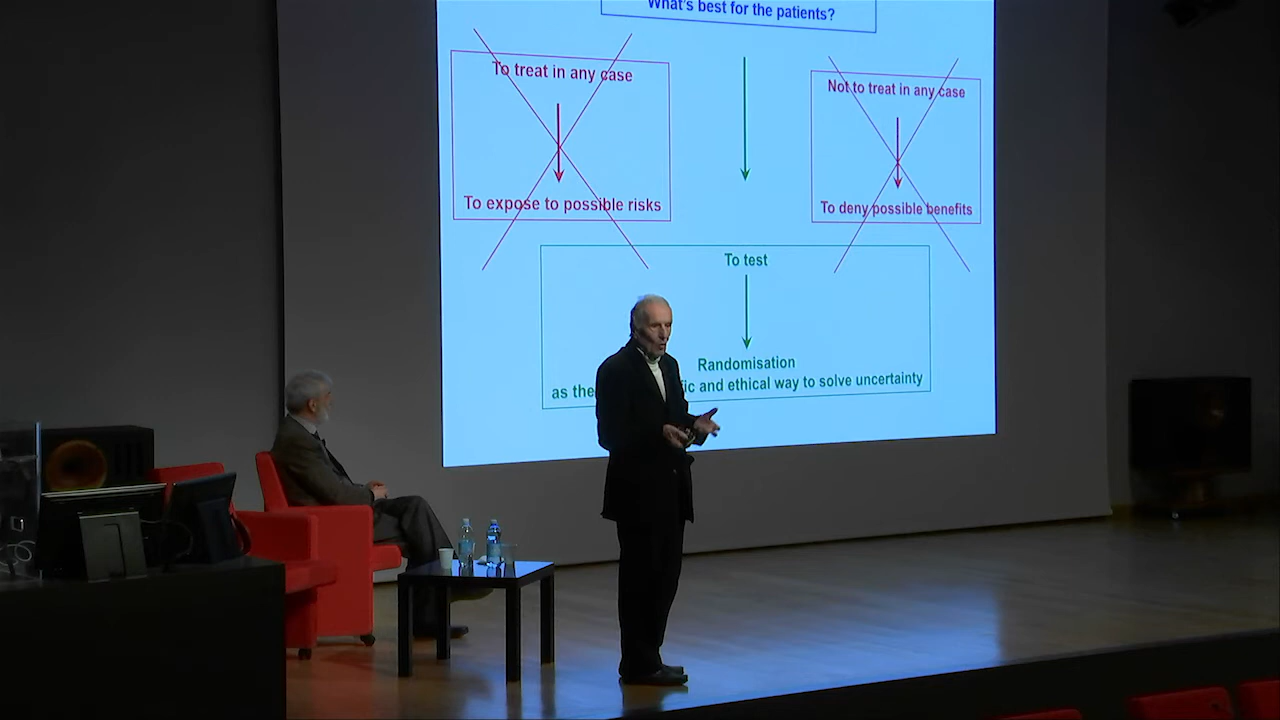 What's best for the patients?
To treat in any case
Not to treat in any case
To expose to possible risks
To deny possible benefits
To test
Randomisation
as the and ethical way to solve uncertainty